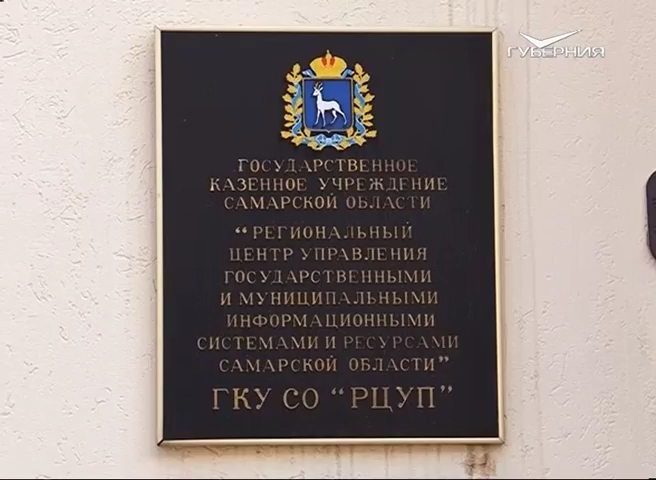 ГУБЕРНИЯ
ГОСУДАРСТВЕННОЕ
КАЗЕННОЕ УЧРЕЖДЕНИЕ
САМАРСКОЙ ОБЛАСТИ
“РЕГИОНАЛЬНЫЙ
ЦЕНТР УПРАВЛЕНИЯ
ГОСУДАРСТВЕННЫМИ
И МУНИЦИПАЛЬНЫМИ
ИНФОРМАЦИОННЫМИ
СИСТЕМАМИ И РЕСУРСАМИ
САМАРСКОЙ ОБЛАСТИ”
ГКУ СО “РЦУП”